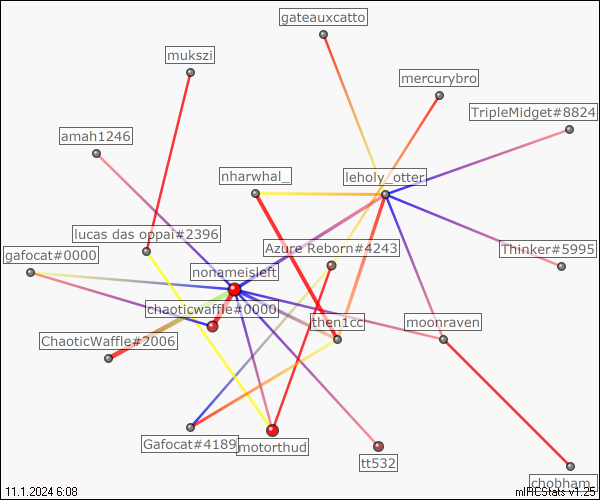 gateauxcatto
mukszi
mercurybro
TripleMidget#8824
amah1246
nharwhal_
leholy_otter
lucas das oppai#2396
Azure Reborn#4243
Thinker#5995
gafocat#0000
nonameisleft
chaoticwaffle#0000
then1cc
moonraven
ChaoticWaffle#2006
Gafocat#4189
motorthud
tt532
chobham_
11.1.2024 6:08
mIRCStats v1.25